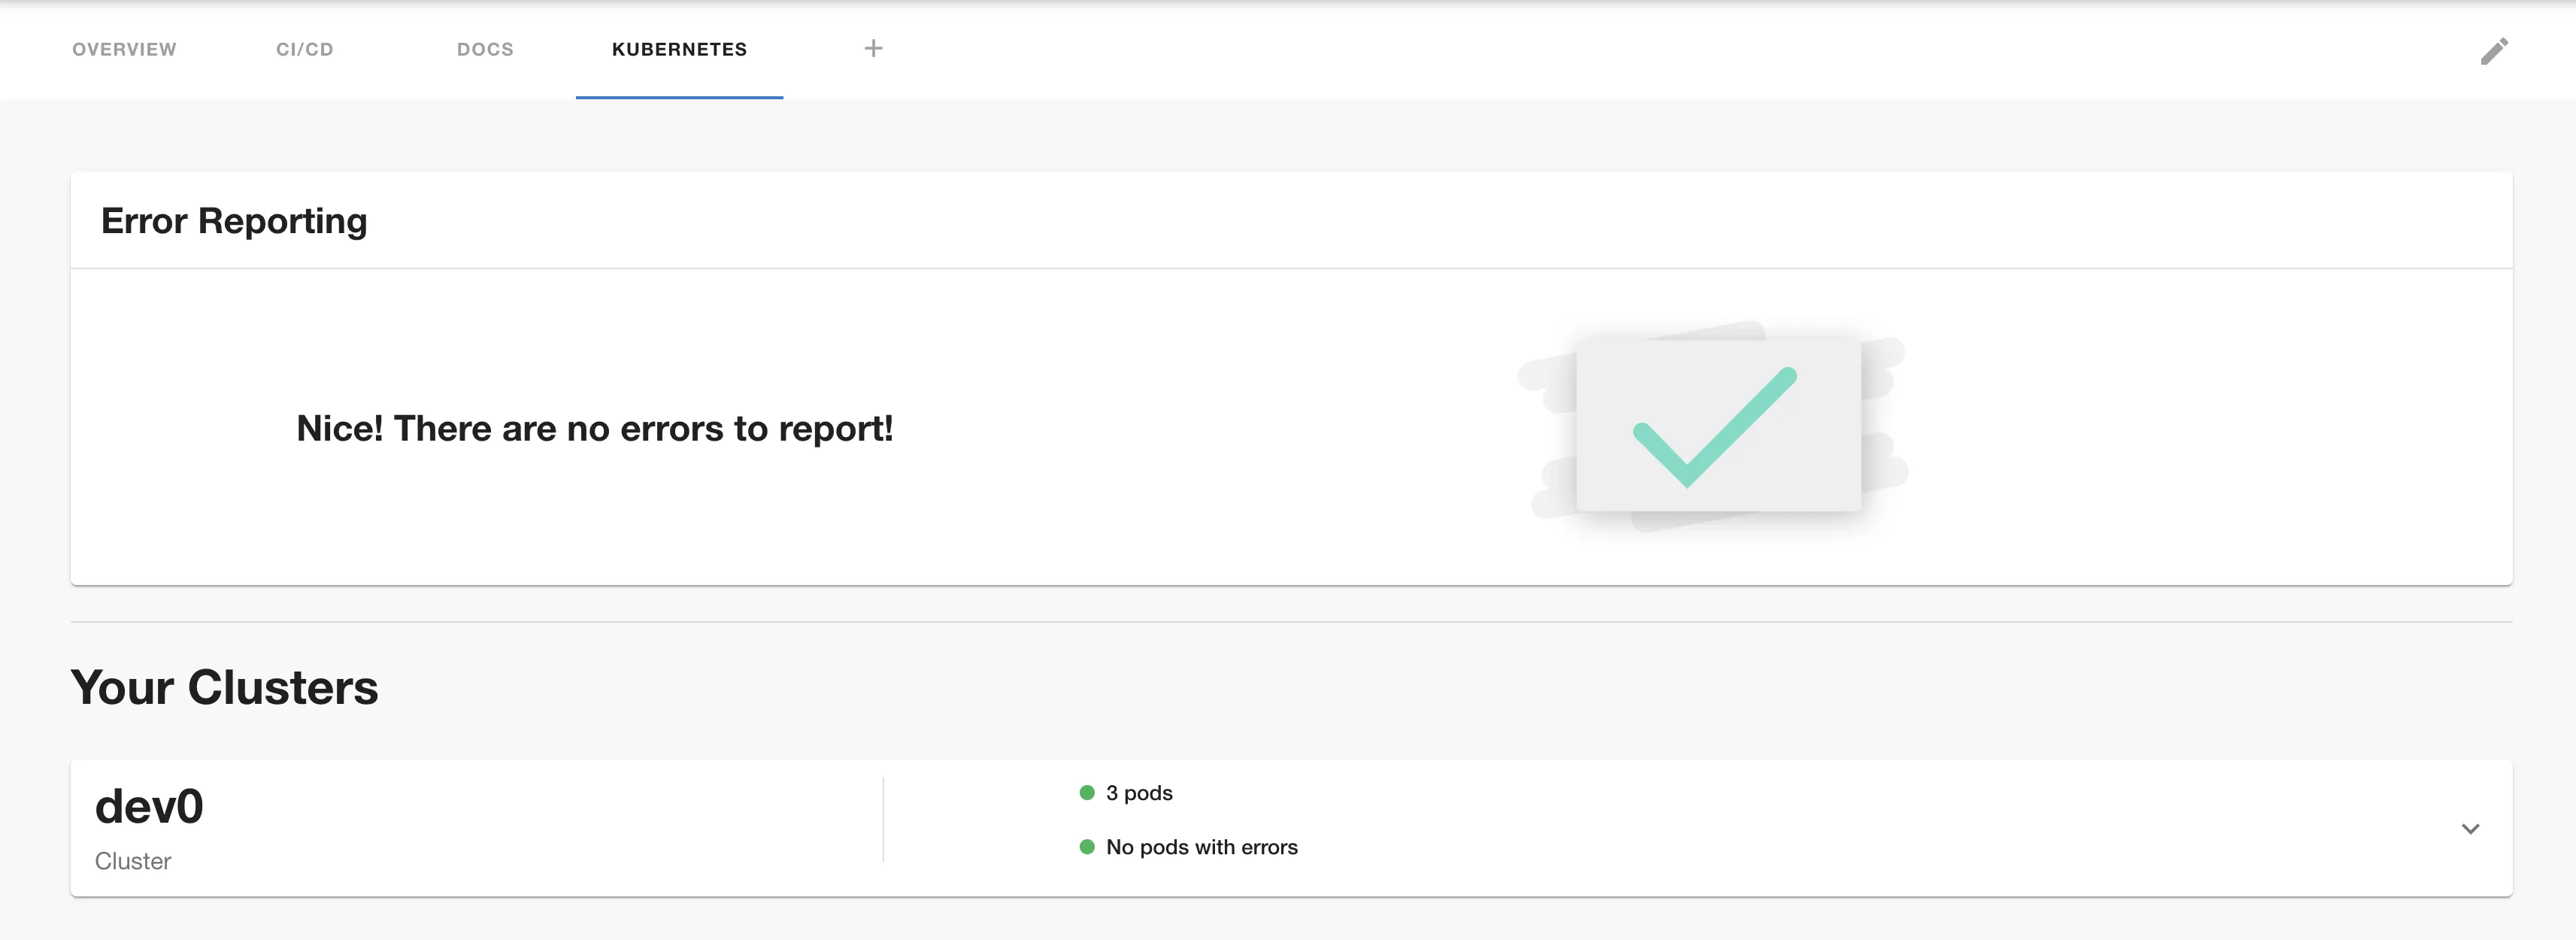 OVERVIEW CI/CD DOCS KUBERNETES +
Error Reporting
Nice! There are no errors to report!
Your Clusters
dev0
Cluster
3 pods
No pods with errors